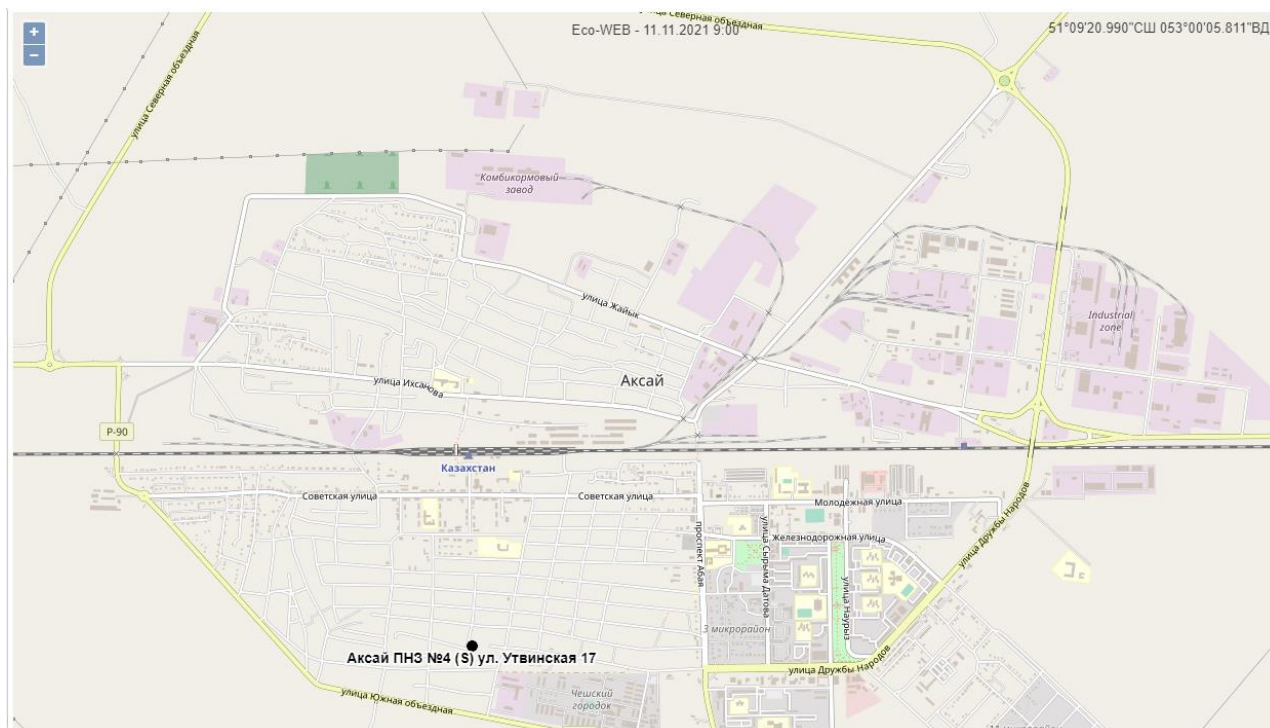 +
−
улица Северная объездная
Eco-WEB - 11.11.2021 9:00
51°09'20.990"СШ 053°00'05.811"ВД
улица Северная объездная
Комбикормовый
завод
улица Жайык
Industrial
zone
Аксай
улица Ихсанова
P-90
Казахстан
Советская улица
Советская улица
Молодежная улица
проспект Абая
улица Сырыма Датова
Железнодорожная улица
улица Дружбы Народов
улица Наурыз
3 микрорайон
Аксай ПНЗ №4 (S) ул. Утвинская 17
улица Дружбы Народов
улица Южная объездная
Чешский
городок